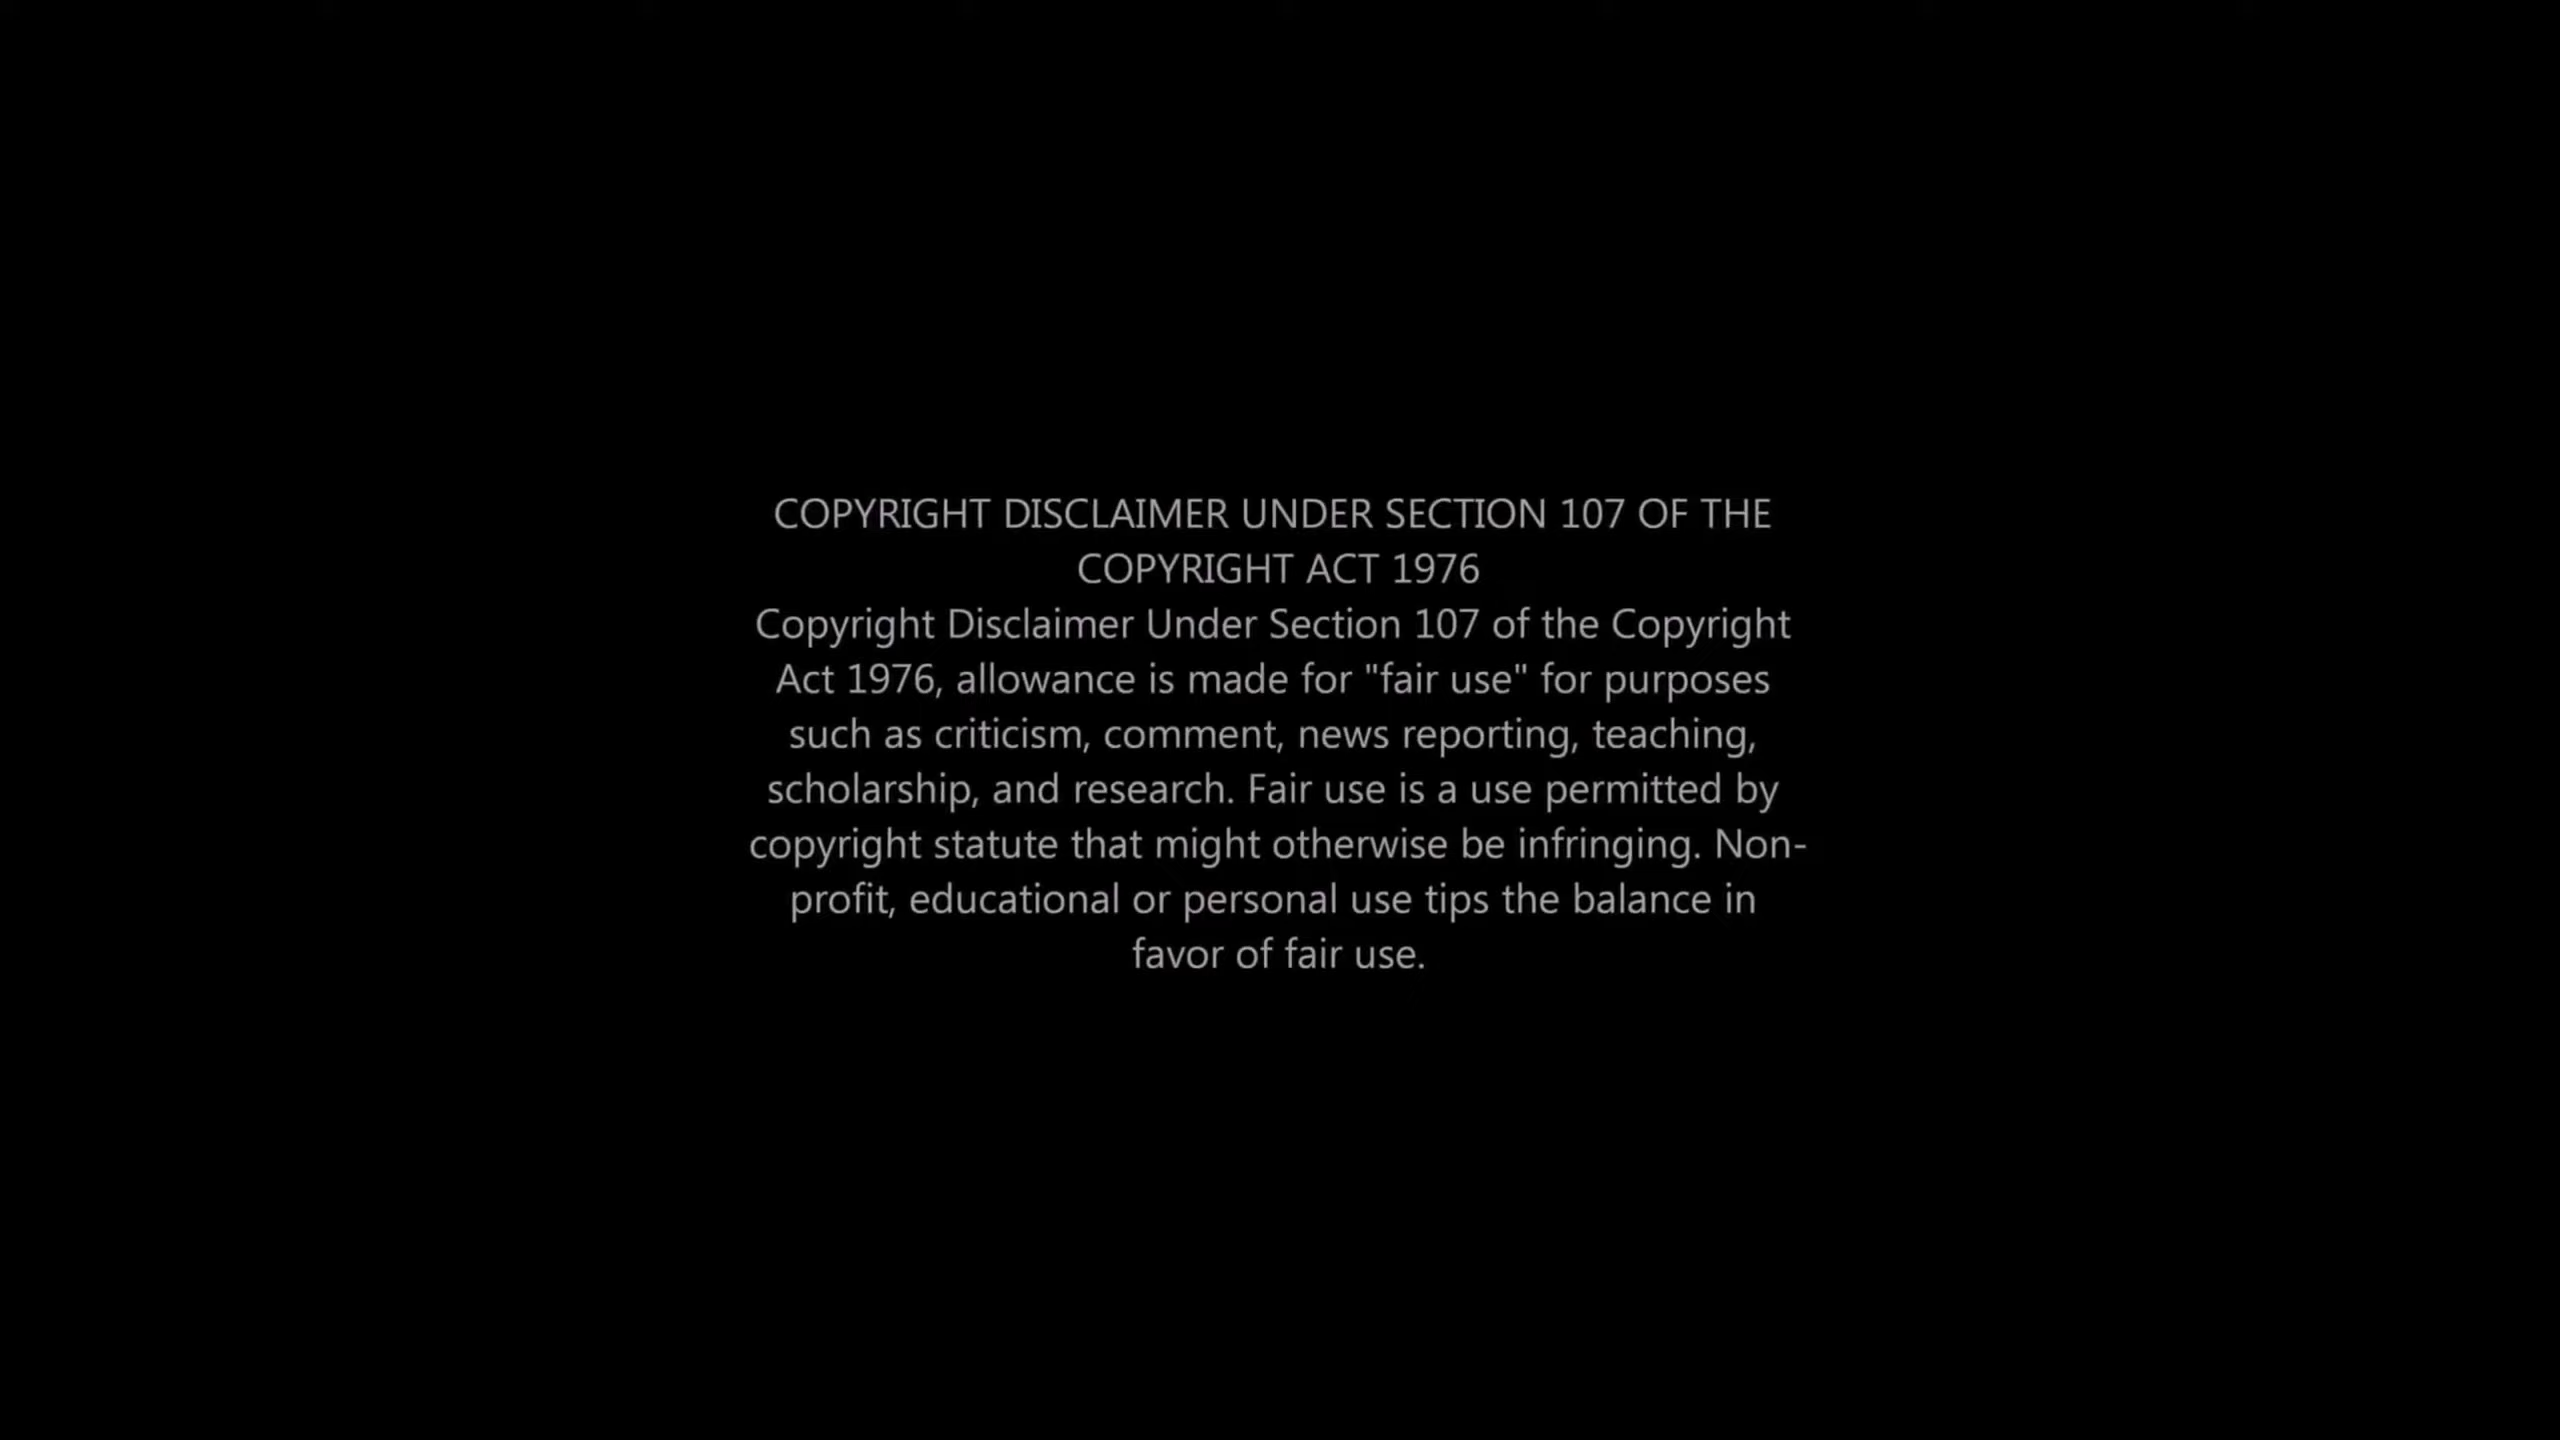 COPYRIGHT DISCLAIMER UNDER SECTION 107 OF THE
COPYRIGHT ACT 1976
Copyright Disclaimer Under Section 107 of the Copyright
Act 1976, allowance is made for "fair use" for purposes
such as criticism, comment, news reporting, teaching,
scholarship, and research. Fair use is a use permitted by
copyright statute that might otherwise be infringing. Non-
profit, educational or personal use tips the balance in
favor of fair use.